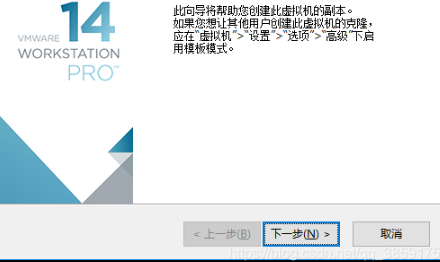 VMWARE 14
WORKSTATION
PRO™
此向导将帮助您创建此虚拟机的副本。
如果您想让其他用户创建此虚拟机的克隆，
应在“虚拟机”>“设置”>“选项”>“高级”下启
用模板模式。
< 上一步(B)
下一步(N) >
取消
https://blog.csdn.net/qq_3859175